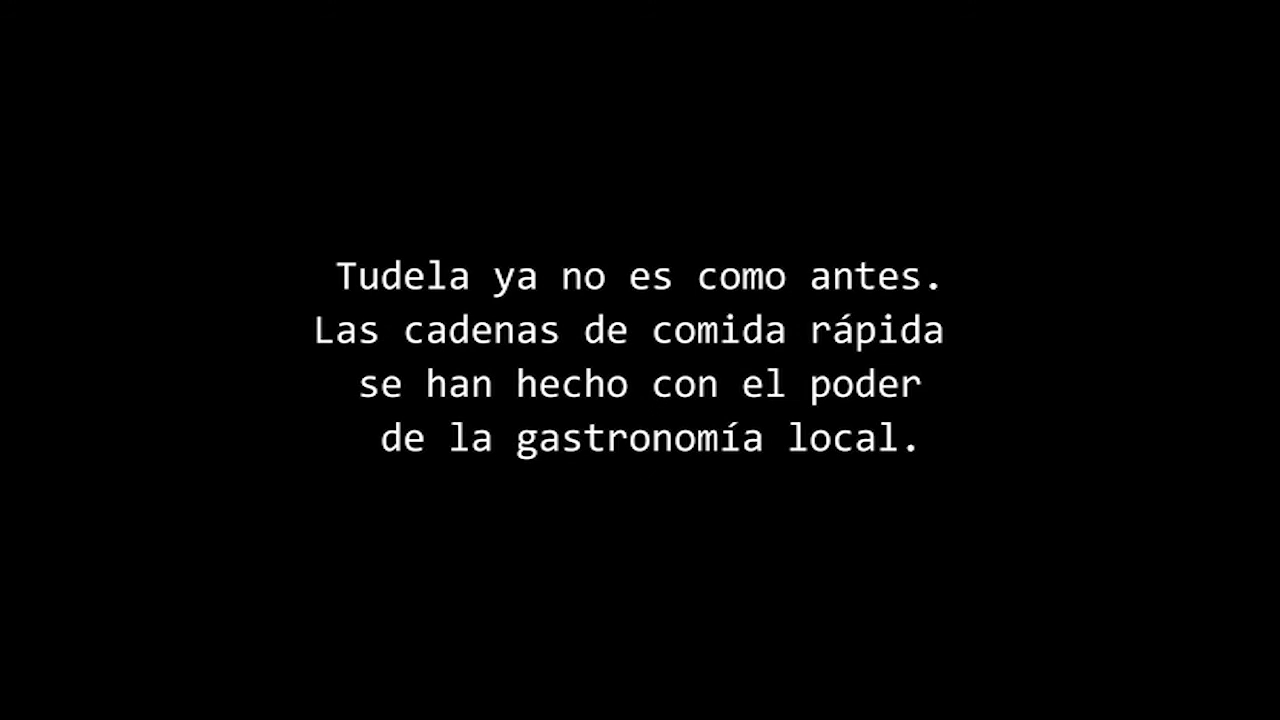 Tudela ya no es como antes.
Las cadenas de comida rápida
se han hecho con el poder
de la gastronomía local.